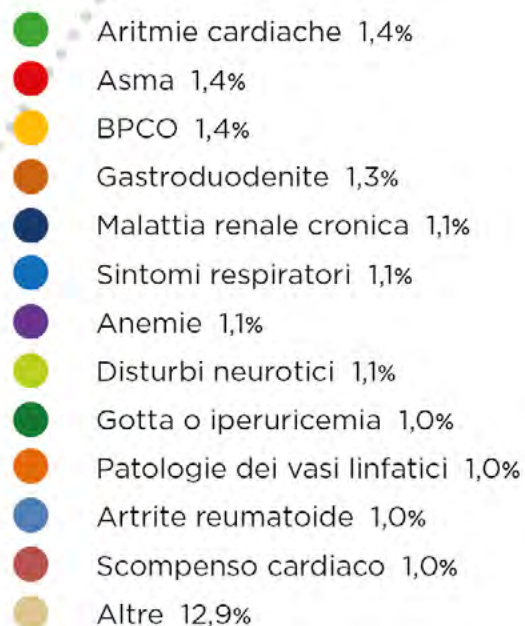 Aritmie cardiache 1,4%
Asma 1,4%
BPCO 1,4%
Gastroduodenite 1,3%
Malattia renale cronica 1,1%
Sintomi respiratori 1,1%
Anemie 1,1%
Disturbi neurotici 1,1%
Gotta o iperuricemia 1,0%
Patologie dei vasi linfatici 1,0%
Artrite reumatoide 1,0%
Scompenso cardiaco 1,0%
Altre 12,9%